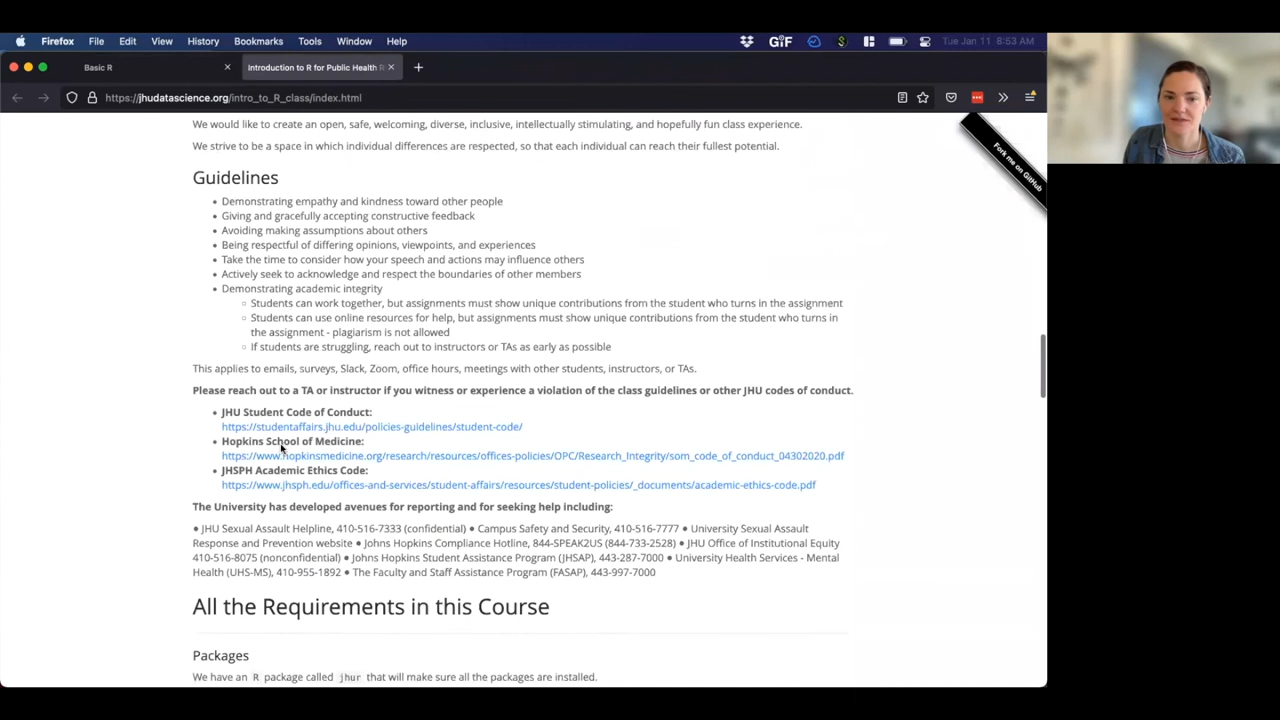 Firefox File Edit View History Bookmarks Tools Window Help GIF Tue Jan 11 8:53 AM
Basic R Introduction to R for Public Health
https://jhudatascience.org/intro_to_R_class/index.html
We would like to create an open, safe, welcoming, diverse, inclusive, intellectually stimulating, and hopefully fun class experience.
We strive to be a space in which individual differences are respected, so that each individual can reach their fullest potential.
Fork me on GitHub
Guidelines
• Demonstrating empathy and kindness toward other people
• Giving and gracefully accepting constructive feedback
• Avoiding making assumptions about others
• Being respectful of differing opinions, viewpoints, and experiences
• Take the time to consider how your speech and actions may influence others
• Actively seek to acknowledge and respect the boundaries of other members
• Demonstrating academic integrity
◦ Students can work together, but assignments must show unique contributions from the student who turns in the assignment
◦ Students can use online resources for help, but assignments must show unique contributions from the student who turns in
the assignment - plagiarism is not allowed
◦ If students are struggling, reach out to instructors or TAs as early as possible
This applies to emails, surveys, Slack, Zoom, office hours, meetings with other students, instructors, or TAs.
Please reach out to a TA or instructor if you witness or experience a violation of the class guidelines or other JHU codes of conduct.
• JHU Student Code of Conduct:
https://studentaffairs.jhu.edu/policies-guidelines/student-code/
• Hopkins School of Medicine:
https://www.hopkinsmedicine.org/research/resources/offices-policies/OPC/Research_Integrity/som_code_of_conduct_04302020.pdf
• JHSPH Academic Ethics Code:
https://www.jhsph.edu/offices-and-services/student-affairs/resources/student-policies/_documents/academic-ethics-code.pdf
The University has developed avenues for reporting and for seeking help including:
● JHU Sexual Assault Helpline, 410-516-7333 (confidential) ● Campus Safety and Security, 410-516-7777 ● University Sexual Assault
Response and Prevention website ● Johns Hopkins Compliance Hotline, 844-SPEAK2US (844-733-2528) ● JHU Office of Institutional Equity
410-516-8075 (nonconfidential) ● Johns Hopkins Student Assistance Program (JHSAP), 443-287-7000 ● University Health Services - Mental
Health (UHS-MS), 410-955-1892 ● The Faculty and Staff Assistance Program (FASAP), 443-997-7000
All the Requirements in this Course
Packages
We have an R package called jhur that will make sure all the packages are installed.